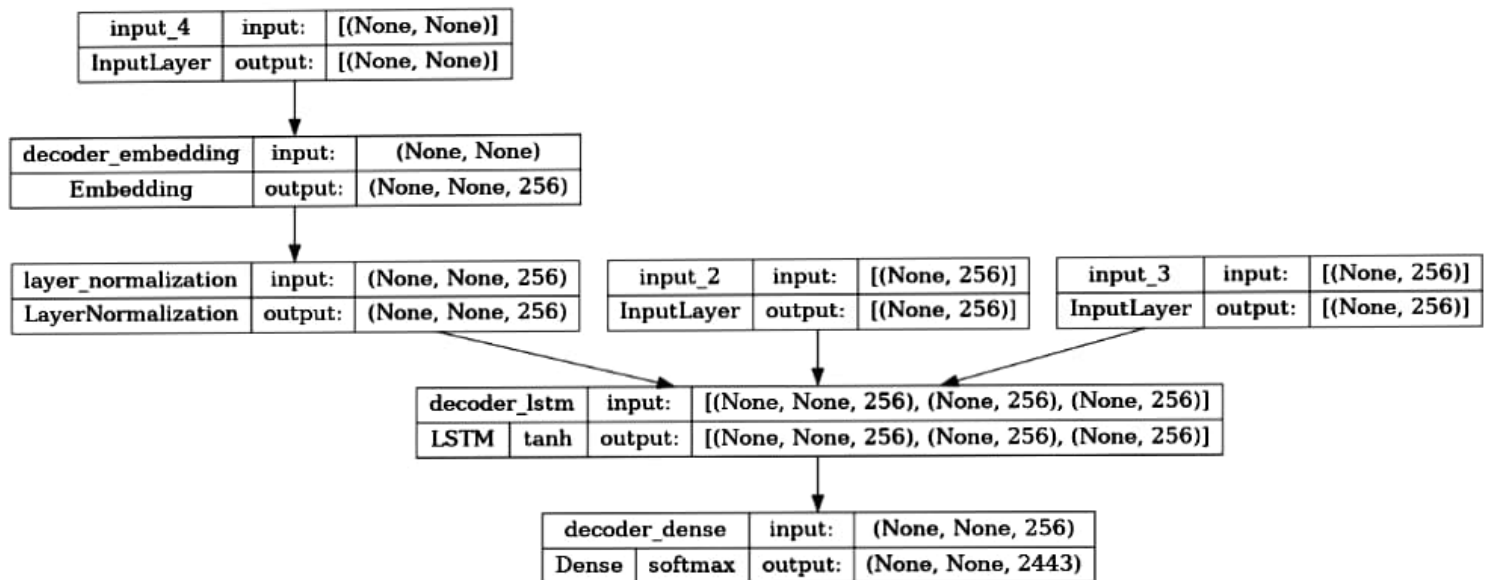 input_4 input: [(None, None)]
InputLayer output: [(None, None)]
decoder_embedding input: (None, None)
Embedding output: (None, None, 256)
layer_normalization input: (None, None, 256)
LayerNormalization output: (None, None, 256)
input_2 input: [(None, 256)]
InputLayer output: [(None, 256)]
input_3 input: [(None, 256)]
InputLayer output: [(None, 256)]
decoder_lstm input: [(None, None, 256), (None, 256), (None, 256)]
LSTM tanh output: [(None, None, 256), (None, 256), (None, 256)]
decoder_dense input: (None, None, 256)
Dense softmax output: (None, None, 2443)